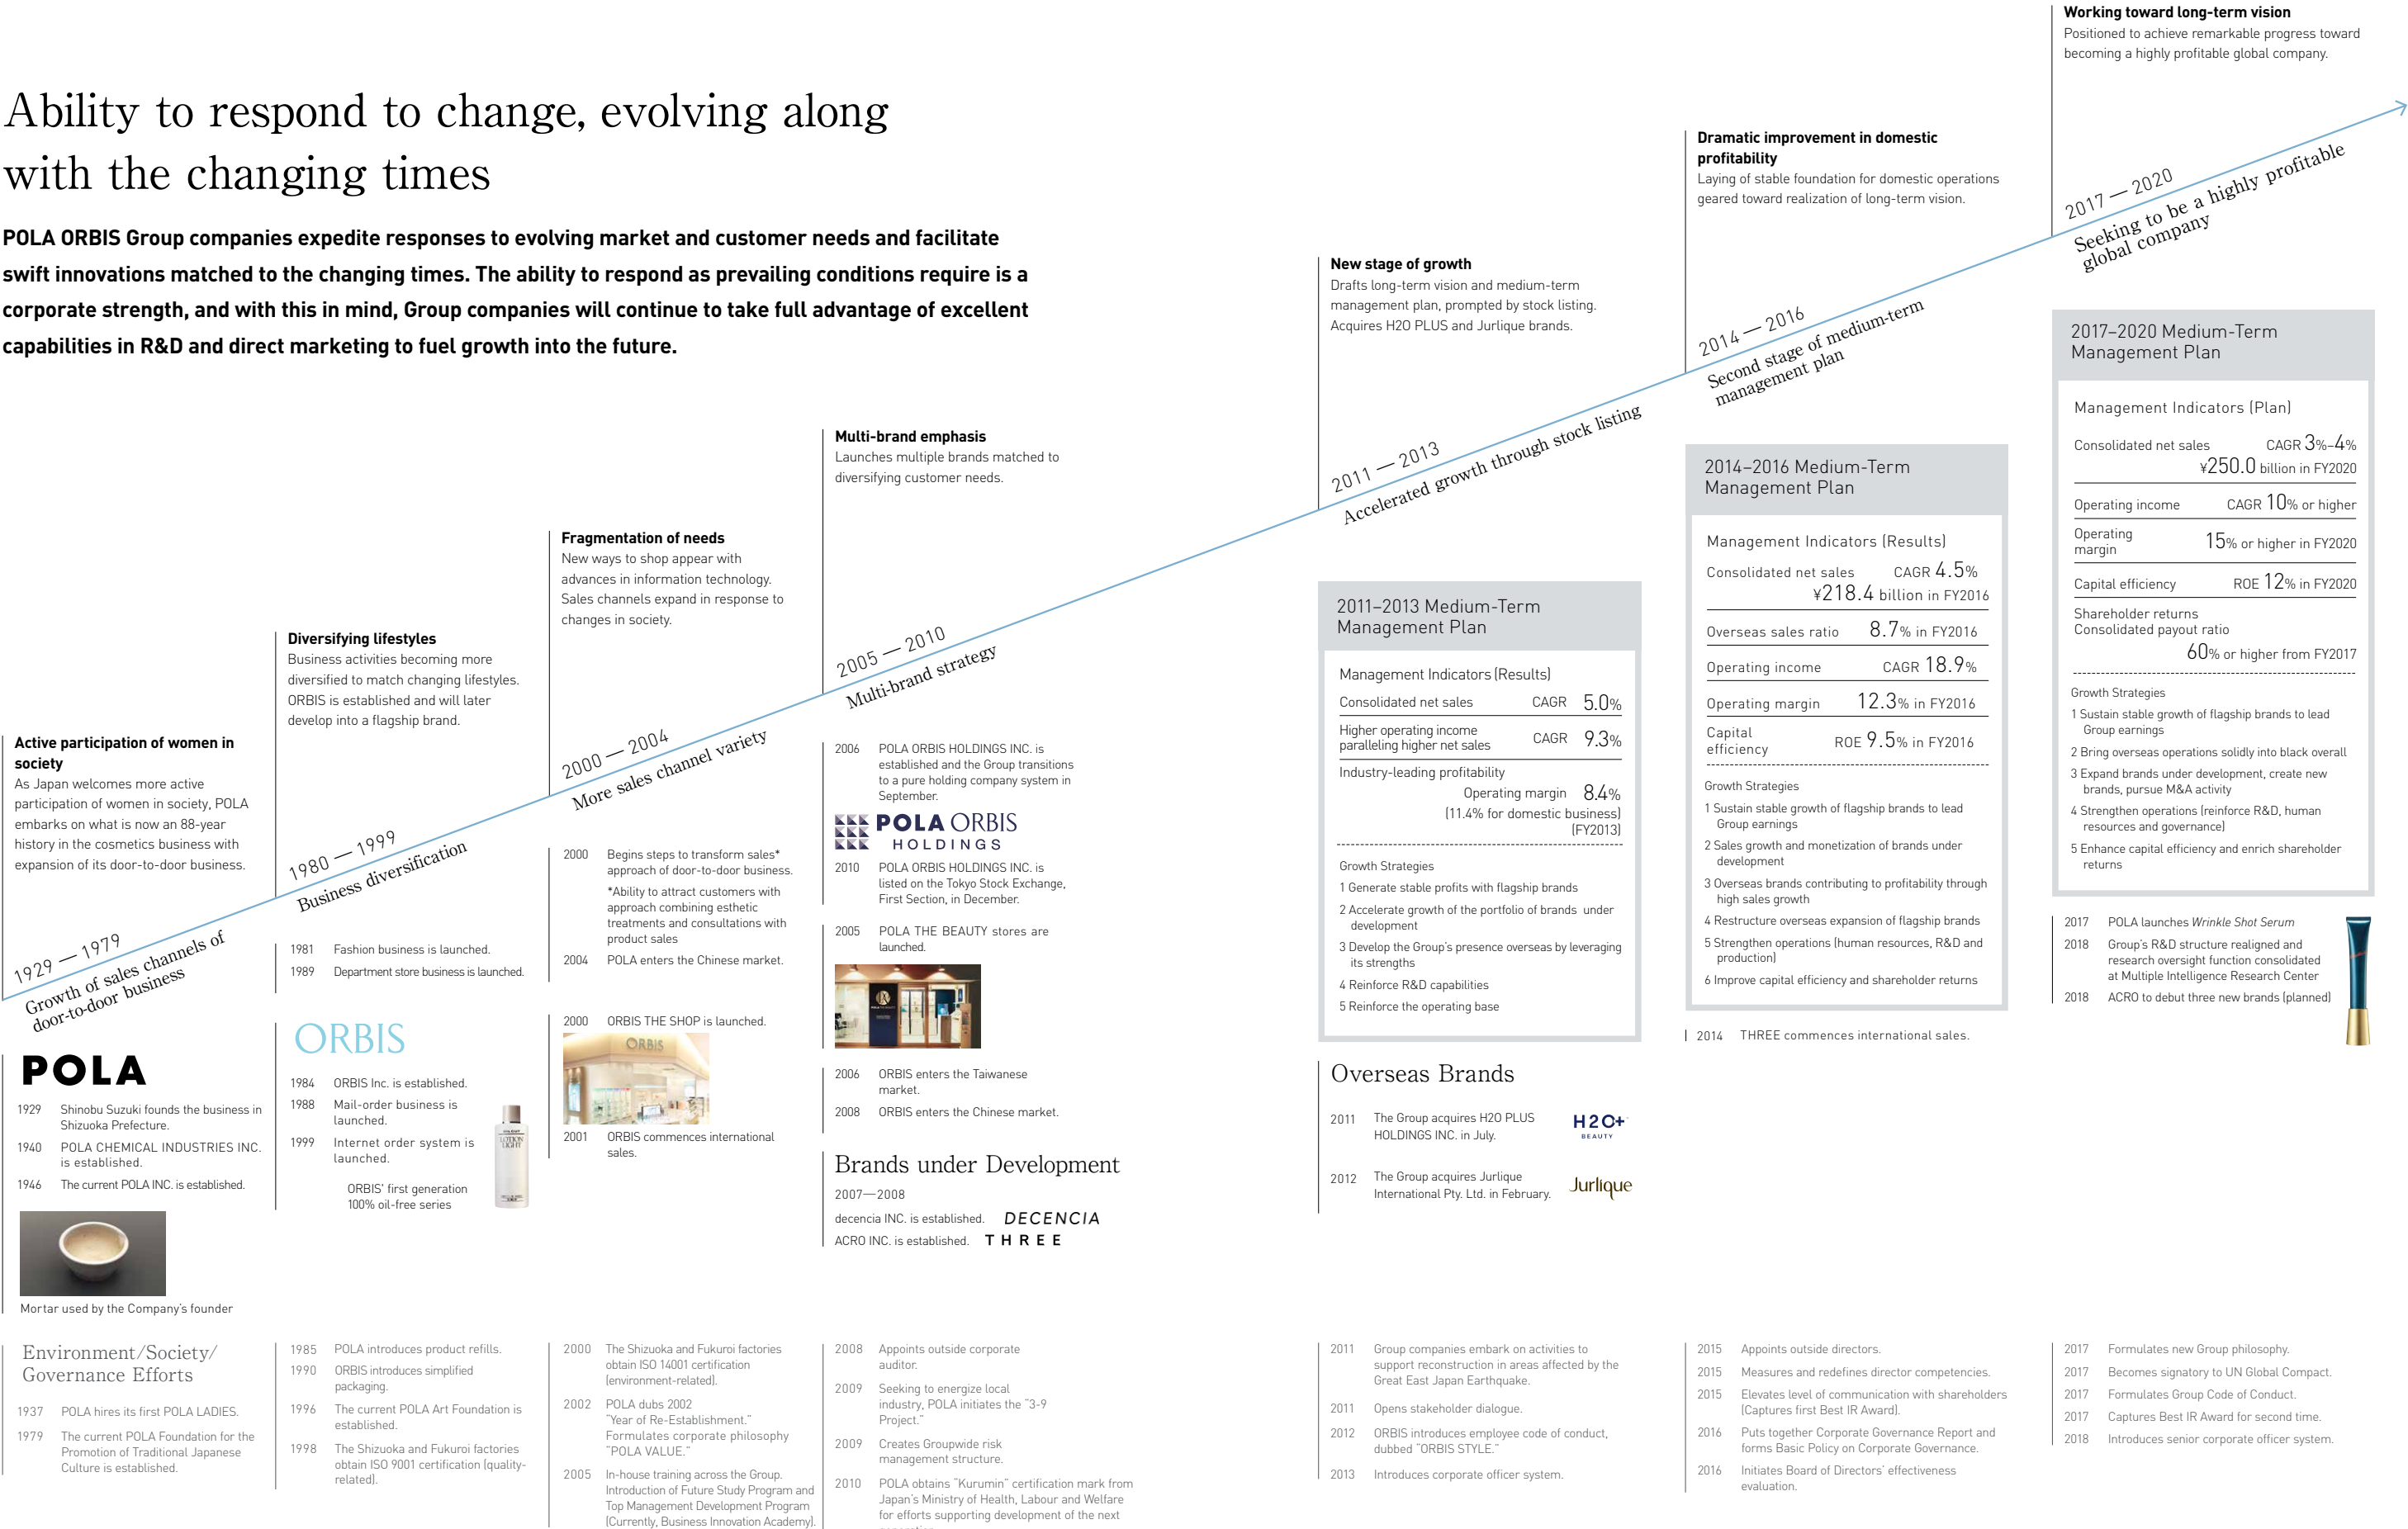 Ability to respond to change, evolving along
with the changing times
POLA ORBIS Group companies expedite responses to evolving market and customer needs and facilitate
swift innovations matched to the changing times. The ability to respond as prevailing conditions require is a
corporate strength, and with this in mind, Group companies will continue to take full advantage of excellent
capabilities in R&D and direct marketing to fuel growth into the future.
Active participation of women in
society
As Japan welcomes more active
participation of women in society, POLA
embarks on what is now an 88-year
history in the cosmetics business with
expansion of its door-to-door business.
1929 — 1979
Growth of sales channels of
door-to-door business
POLA
1929 Shinobu Suzuki founds the business in
Shizuoka Prefecture.
1940 POLA CHEMICAL INDUSTRIES INC.
is established.
1946 The current POLA INC. is established.
Mortar used by the Company's founder
Diversifying lifestyles
Business activities becoming more
diversified to match changing lifestyles.
ORBIS is established and will later
develop into a flagship brand.
1980 — 1999
Business diversification
1981 Fashion business is launched.
1989 Department store business is launched.
ORBIS
1984 ORBIS Inc. is established.
1988 Mail-order business is
launched.
1999 Internet order system is
launched.
ORBIS' first generation
100% oil-free series
LOTION
LIGHT
Fragmentation of needs
New ways to shop appear with
advances in information technology.
Sales channels expand in response to
changes in society.
2000 — 2004
More sales channel variety
2000 Begins steps to transform sales*
approach of door-to-door business.
*Ability to attract customers with
approach combining esthetic
treatments and consultations with
product sales
2004 POLA enters the Chinese market.
2000 ORBIS THE SHOP is launched.
ORBIS
2001 ORBIS commences international
sales.
Multi-brand emphasis
Launches multiple brands matched to
diversifying customer needs.
2005 — 2010
Multi-brand strategy
2006 POLA ORBIS HOLDINGS INC. is
established and the Group transitions
to a pure holding company system in
September.
POLA ORBIS
HOLDINGS
2010 POLA ORBIS HOLDINGS INC. is
listed on the Tokyo Stock Exchange,
First Section, in December.
2005 POLA THE BEAUTY stores are
launched.
2006 ORBIS enters the Taiwanese
market.
2008 ORBIS enters the Chinese market.
Brands under Development
2007—2008
decencia INC. is established. DECENCIA
ACRO INC. is established. THREE
New stage of growth
Drafts long-term vision and medium-term
management plan, prompted by stock listing.
Acquires H2O PLUS and Jurlique brands.
2011 — 2013
Accelerated growth through stock listing
2011–2013 Medium-Term
Management Plan
Management Indicators (Results)
Consolidated net sales CAGR 5.0%
Higher operating income
paralleling higher net sales CAGR 9.3%
Industry-leading profitability
Operating margin 8.4%
(11.4% for domestic business)
(FY2013)
Growth Strategies
1 Generate stable profits with flagship brands
2 Accelerate growth of the portfolio of brands under
development
3 Develop the Group's presence overseas by leveraging
its strengths
4 Reinforce R&D capabilities
5 Reinforce the operating base
Overseas Brands
2011 The Group acquires H2O PLUS
HOLDINGS INC. in July.
H2O+
BEAUTY
2012 The Group acquires Jurlique
International Pty. Ltd. in February.
Jurlique
Dramatic improvement in domestic
profitability
Laying of stable foundation for domestic operations
geared toward realization of long-term vision.
2014 — 2016
Second stage of medium-term
management plan
2014–2016 Medium-Term
Management Plan
Management Indicators (Results)
Consolidated net sales CAGR 4.5%
¥218.4 billion in FY2016
Overseas sales ratio 8.7% in FY2016
Operating income CAGR 18.9%
Operating margin 12.3% in FY2016
Capital
efficiency ROE 9.5% in FY2016
Growth Strategies
1 Sustain stable growth of flagship brands to lead
Group earnings
2 Sales growth and monetization of brands under
development
3 Overseas brands contributing to profitability through
high sales growth
4 Restructure overseas expansion of flagship brands
5 Strengthen operations (human resources, R&D and
production)
6 Improve capital efficiency and shareholder returns
2014 THREE commences international sales.
Working toward long-term vision
Positioned to achieve remarkable progress toward
becoming a highly profitable global company.
2017 — 2020
Seeking to be a highly profitable
global company
2017–2020 Medium-Term
Management Plan
Management Indicators (Plan)
Consolidated net sales CAGR 3%–4%
¥250.0 billion in FY2020
Operating income CAGR 10% or higher
Operating
margin 15% or higher in FY2020
Capital efficiency ROE 12% in FY2020
Shareholder returns
Consolidated payout ratio
60% or higher from FY2017
Growth Strategies
1 Sustain stable growth of flagship brands to lead
Group earnings
2 Bring overseas operations solidly into black overall
3 Expand brands under development, create new
brands, pursue M&A activity
4 Strengthen operations (reinforce R&D, human
resources and governance)
5 Enhance capital efficiency and enrich shareholder
returns
2017 POLA launches Wrinkle Shot Serum
2018 Group's R&D structure realigned and
research oversight function consolidated
at Multiple Intelligence Research Center
2018 ACRO to debut three new brands (planned)
Environment/Society/
Governance Efforts
1937 POLA hires its first POLA LADIES.
1979 The current POLA Foundation for the
Promotion of Traditional Japanese
Culture is established.
1985 POLA introduces product refills.
1990 ORBIS introduces simplified
packaging.
1996 The current POLA Art Foundation is
established.
1998 The Shizuoka and Fukuroi factories
obtain ISO 9001 certification (quality-
related).
2000 The Shizuoka and Fukuroi factories
obtain ISO 14001 certification
(environment-related).
2002 POLA dubs 2002
"Year of Re-Establishment."
Formulates corporate philosophy
"POLA VALUE."
2005 In-house training across the Group.
Introduction of Future Study Program and
Top Management Development Program
(Currently, Business Innovation Academy).
2008 Appoints outside corporate
auditor.
2009 Seeking to energize local
industry, POLA initiates the "3-9
Project."
2009 Creates Groupwide risk
management structure.
2010 POLA obtains "Kurumin" certification mark from
Japan's Ministry of Health, Labour and Welfare
for efforts supporting development of the next
2011 Group companies embark on activities to
support reconstruction in areas affected by the
Great East Japan Earthquake.
2011 Opens stakeholder dialogue.
2012 ORBIS introduces employee code of conduct,
dubbed "ORBIS STYLE."
2013 Introduces corporate officer system.
2015 Appoints outside directors.
2015 Measures and redefines director competencies.
2015 Elevates level of communication with shareholders
(Captures first Best IR Award).
2016 Puts together Corporate Governance Report and
forms Basic Policy on Corporate Governance.
2016 Initiates Board of Directors' effectiveness
evaluation.
2017 Formulates new Group philosophy.
2017 Becomes signatory to UN Global Compact.
2017 Formulates Group Code of Conduct.
2017 Captures Best IR Award for second time.
2018 Introduces senior corporate officer system.